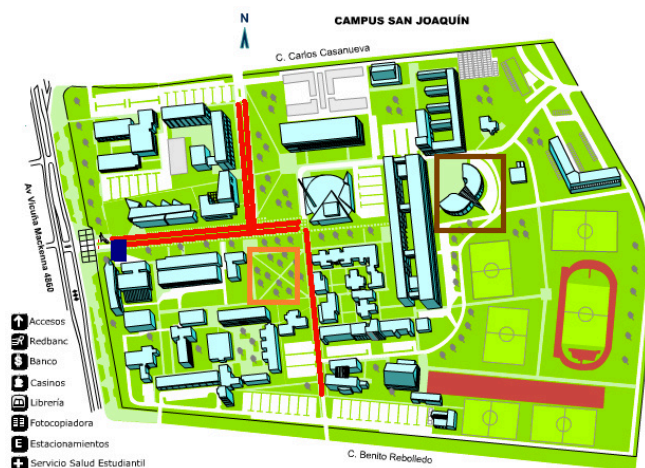 CAMPUS SAN JOAQUÍN
N
C. Carlos Casanueva
Av Vicuña Mackenna 4860
Accesos
Redbanc
$ Banco
Casinos
Librería
Fotocopiadora
E Estacionamientos
Servicio Salud Estudiantil
C. Benito Rebolledo